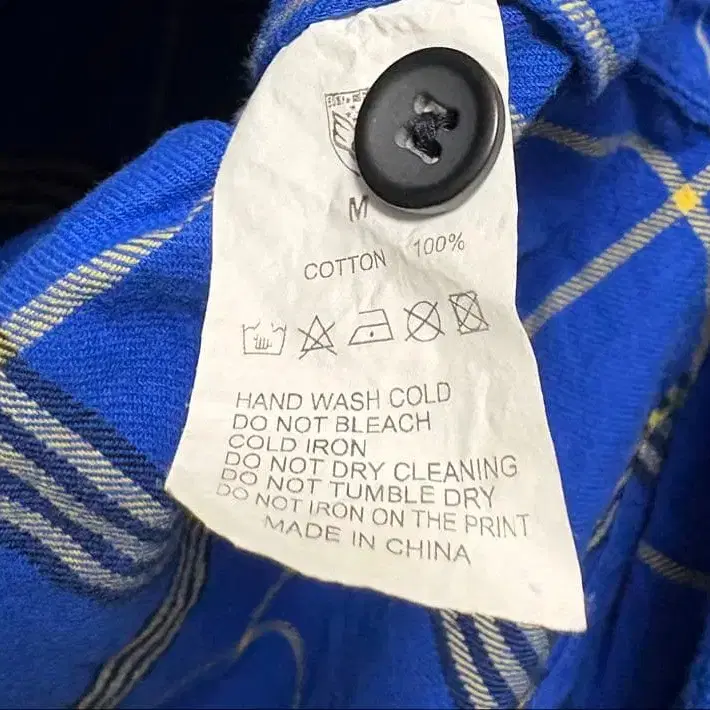 M
COTTON 100%
HAND WASH COLD
DO NOT BLEACH
COLD IRON
DO NOT DRY CLEANING
DO NOT TUMBLE DRY
DO NOT IRON ON THE PRINT
MADE IN CHINA